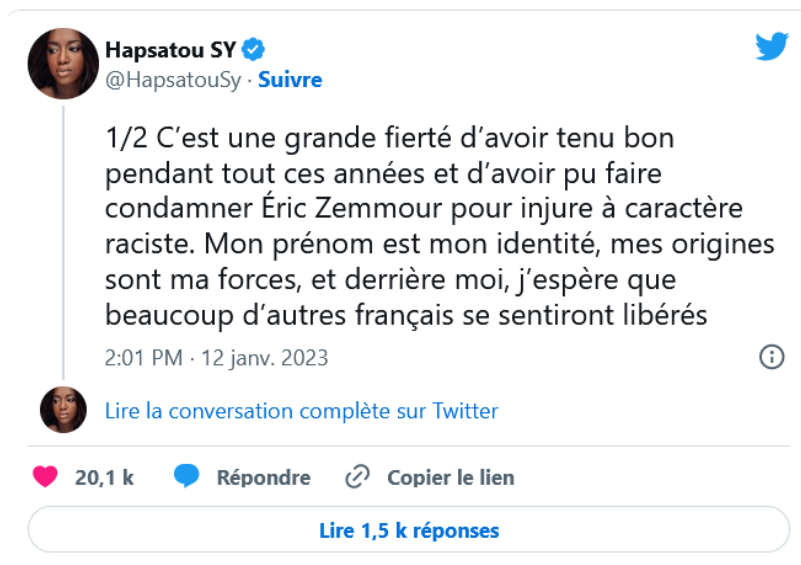 Hapsatou SY
@HapsatouSy · Suivre
1/2 C’est une grande fierté d’avoir tenu bon
pendant tout ces années et d’avoir pu faire
condamner Éric Zemmour pour injure à caractère
raciste. Mon prénom est mon identité, mes origines
sont ma forces, et derrière moi, j’espère que
beaucoup d’autres français se sentiront libérés
2:01 PM · 12 janv. 2023
Lire la conversation complète sur Twitter
20,1 k Répondre Copier le lien
Lire 1,5 k réponses